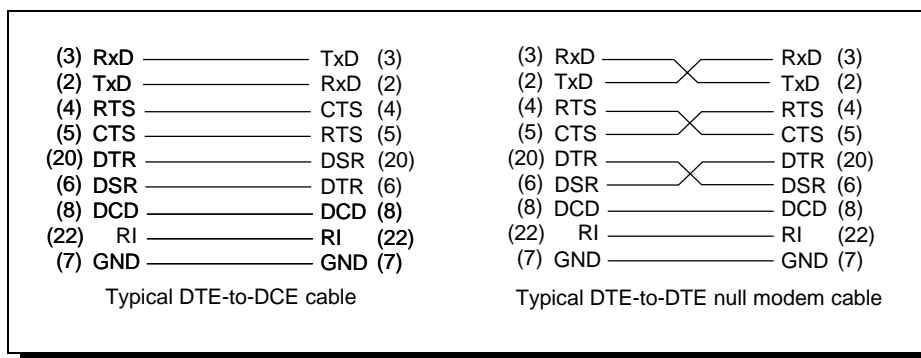 (3) RxD TxD (3)
(2) TxD RxD (2)
(4) RTS CTS (4)
(5) CTS RTS (5)
(20) DTR DSR (20)
(6) DSR DTR (6)
(8) DCD DCD (8)
(22) RI RI (22)
(7) GND GND (7)
Typical DTE-to-DCE cable
(3) RxD RxD (3)
(2) TxD TxD (2)
(4) RTS RTS (4)
(5) CTS CTS (5)
(20) DTR DTR (20)
(6) DSR DSR (6)
(8) DCD DCD (8)
(22) RI RI (22)
(7) GND GND (7)
Typical DTE-to-DTE null modem cable